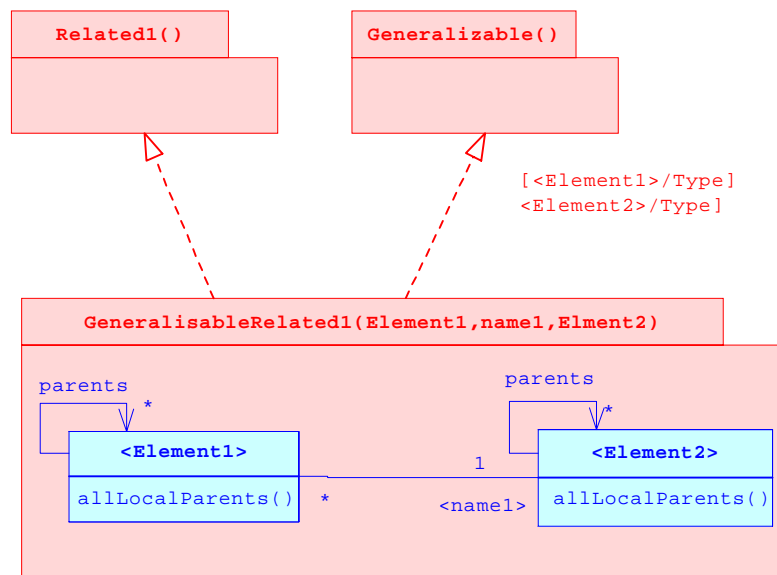 Related1()
Generalizable()
[<Element1>/Type]
<Element2>/Type]
GeneralisableRelated1(Element1,name1,Elment2)
parents
*
parents
*
<Element1>
<Element2>
1
allLocalParents()
*
<name1>
allLocalParents()